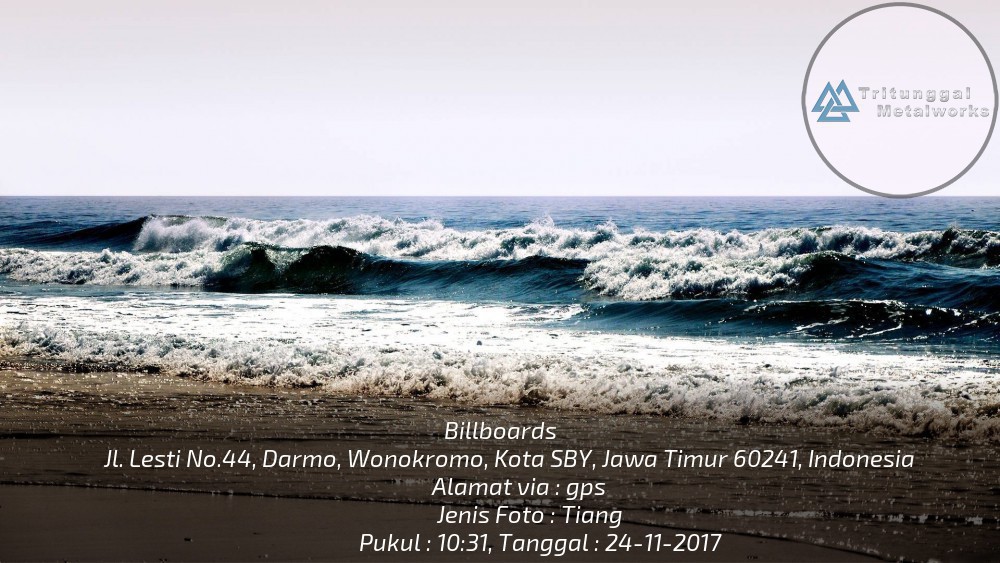 Tritunggal
Metalworks
Billboards
Jl. Lesti No.44, Darmo, Wonokromo, Kota SBY, Jawa Timur 60241, Indonesia
Alamat via : gps
Jenis Foto : Tiang
Pukul : 10:31, Tanggal : 24-11-2017